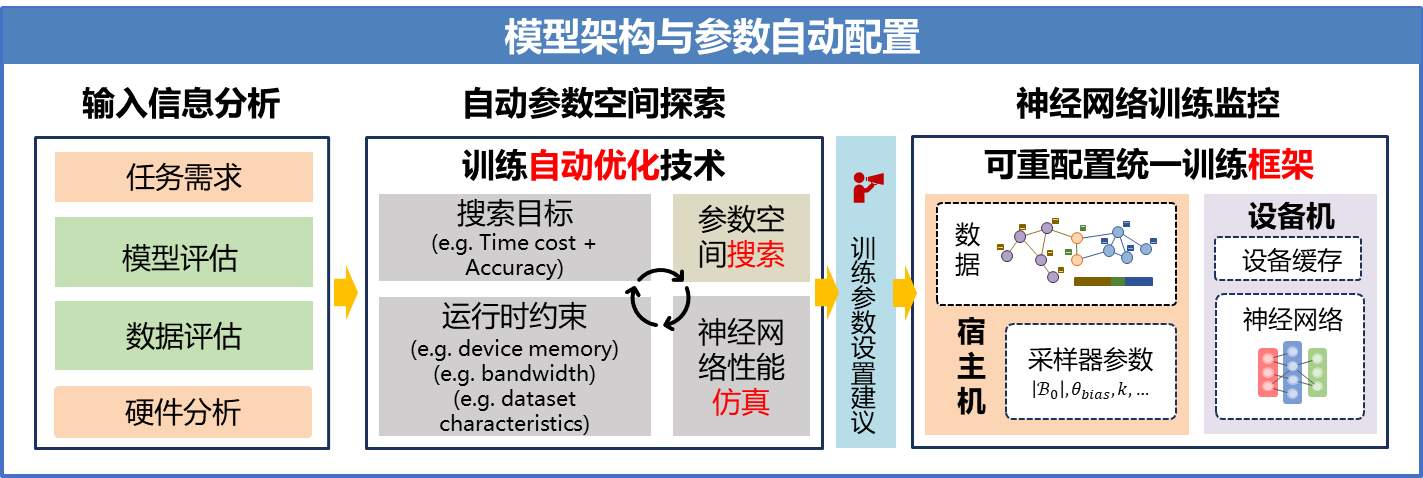 模型架构与参数自动配置
输入信息分析
任务需求
模型评估
数据评估
硬件分析
自动参数空间探索
训练自动优化技术
搜索目标
(e.g. Time cost +
Accuracy)
参数空
间搜索
运行时约束
(e.g. device memory)
(e.g. bandwidth)
(e.g. dataset
characteristics)
神经网
络性能
仿真
训练参数设置建议
神经网络训练监控
可重配置统一训练框架
数
据
宿
主
机
采样器参数
|ℬ₀|, θ_bias, k, …
设备机
设备缓存
神经网络